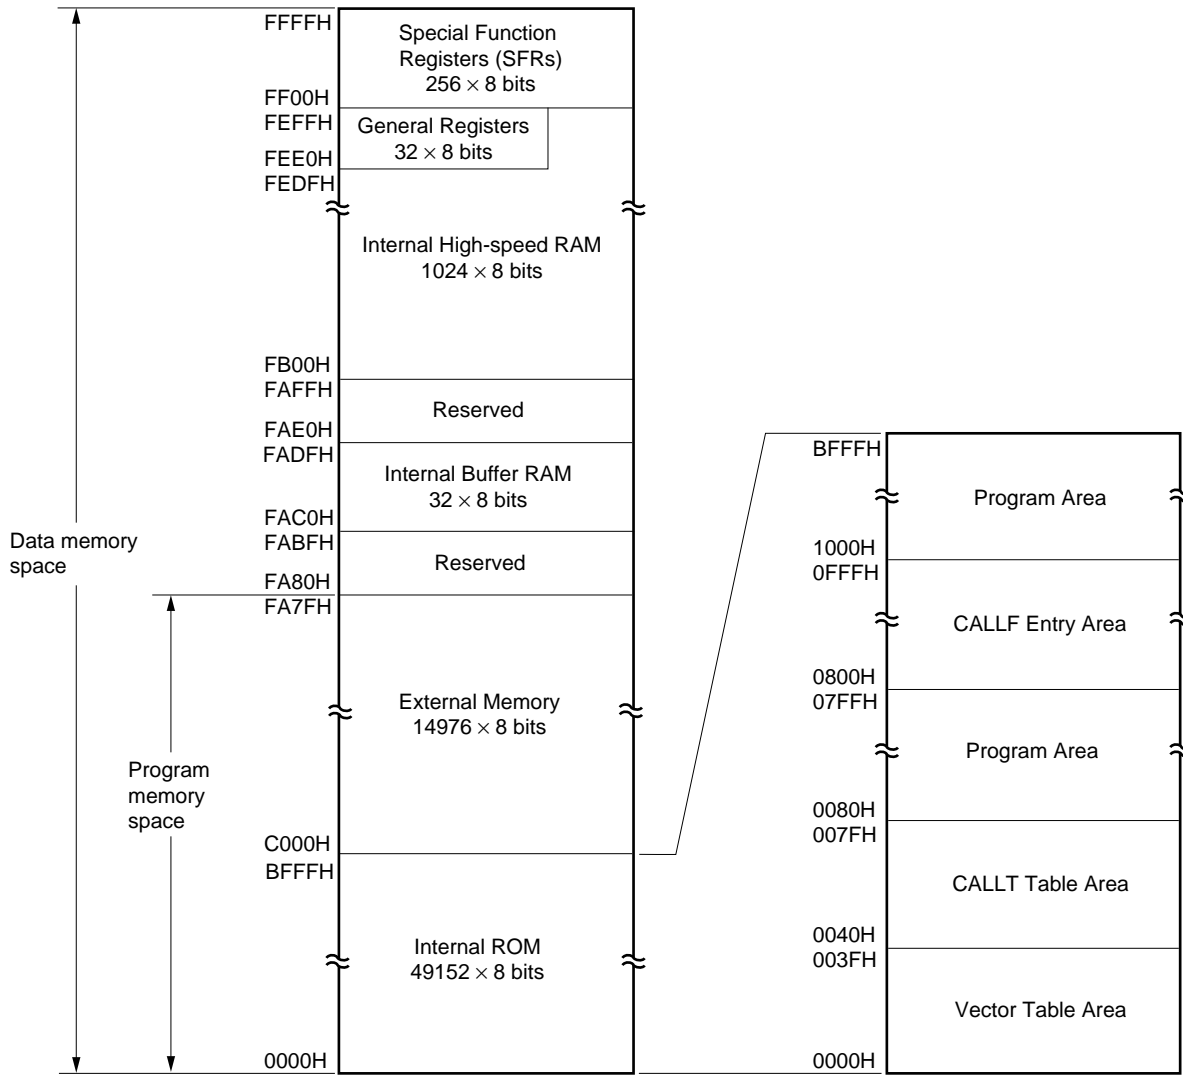 FFFFH
Special Function
Registers (SFRs)
256 × 8 bits
FF00H
FEFFH
General Registers
32 × 8 bits
FEE0H
FEDFH
Internal High-speed RAM
1024 × 8 bits
FB00H
FAFFH
Reserved
FAE0H
FADFH
Internal Buffer RAM
32 × 8 bits
FAC0H
FABFH
Reserved
FA80H
FA7FH
Data memory
space
External Memory
14976 × 8 bits
Program
memory
space
C000H
BFFFH
Internal ROM
49152 × 8 bits
0000H
BFFFH
Program Area
1000H
0FFFH
CALLF Entry Area
0800H
07FFH
Program Area
0080H
007FH
CALLT Table Area
0040H
003FH
Vector Table Area
0000H